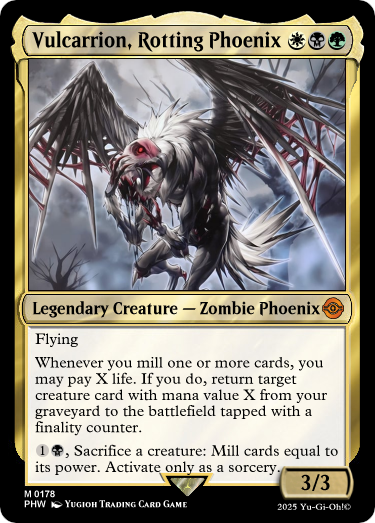 Vulcarrion, Rotting Phoenix
Legendary Creature — Zombie Phoenix
Flying
Whenever you mill one or more cards, you
may pay X life. If you do, return target
creature card with mana value X from your
graveyard to the battlefield tapped with a
finality counter.
1, Sacrifice a creature: Mill cards equal to
its power. Activate only as a sorcery.
3/3
M 0178
PHW Yugioh Trading Card Game
2025 Yu-Gi-Oh!©